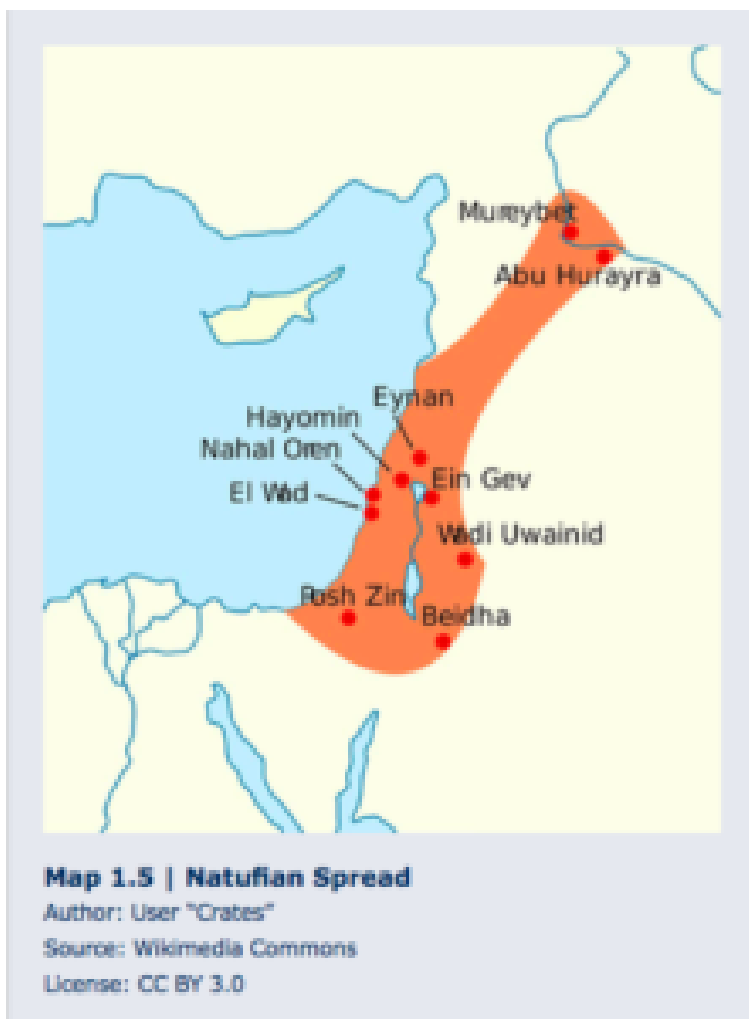 Mureybet
Abu Hurayra
Eynan
Hayomin
Nahal Oren
Ein Gev
El Wad
Wadi Uwainid
Rosh Zin
Beidha
Map 1.5 | Natufian Spread
Author: User "Crates"
Source: Wikimedia Commons
License: CC BY 3.0